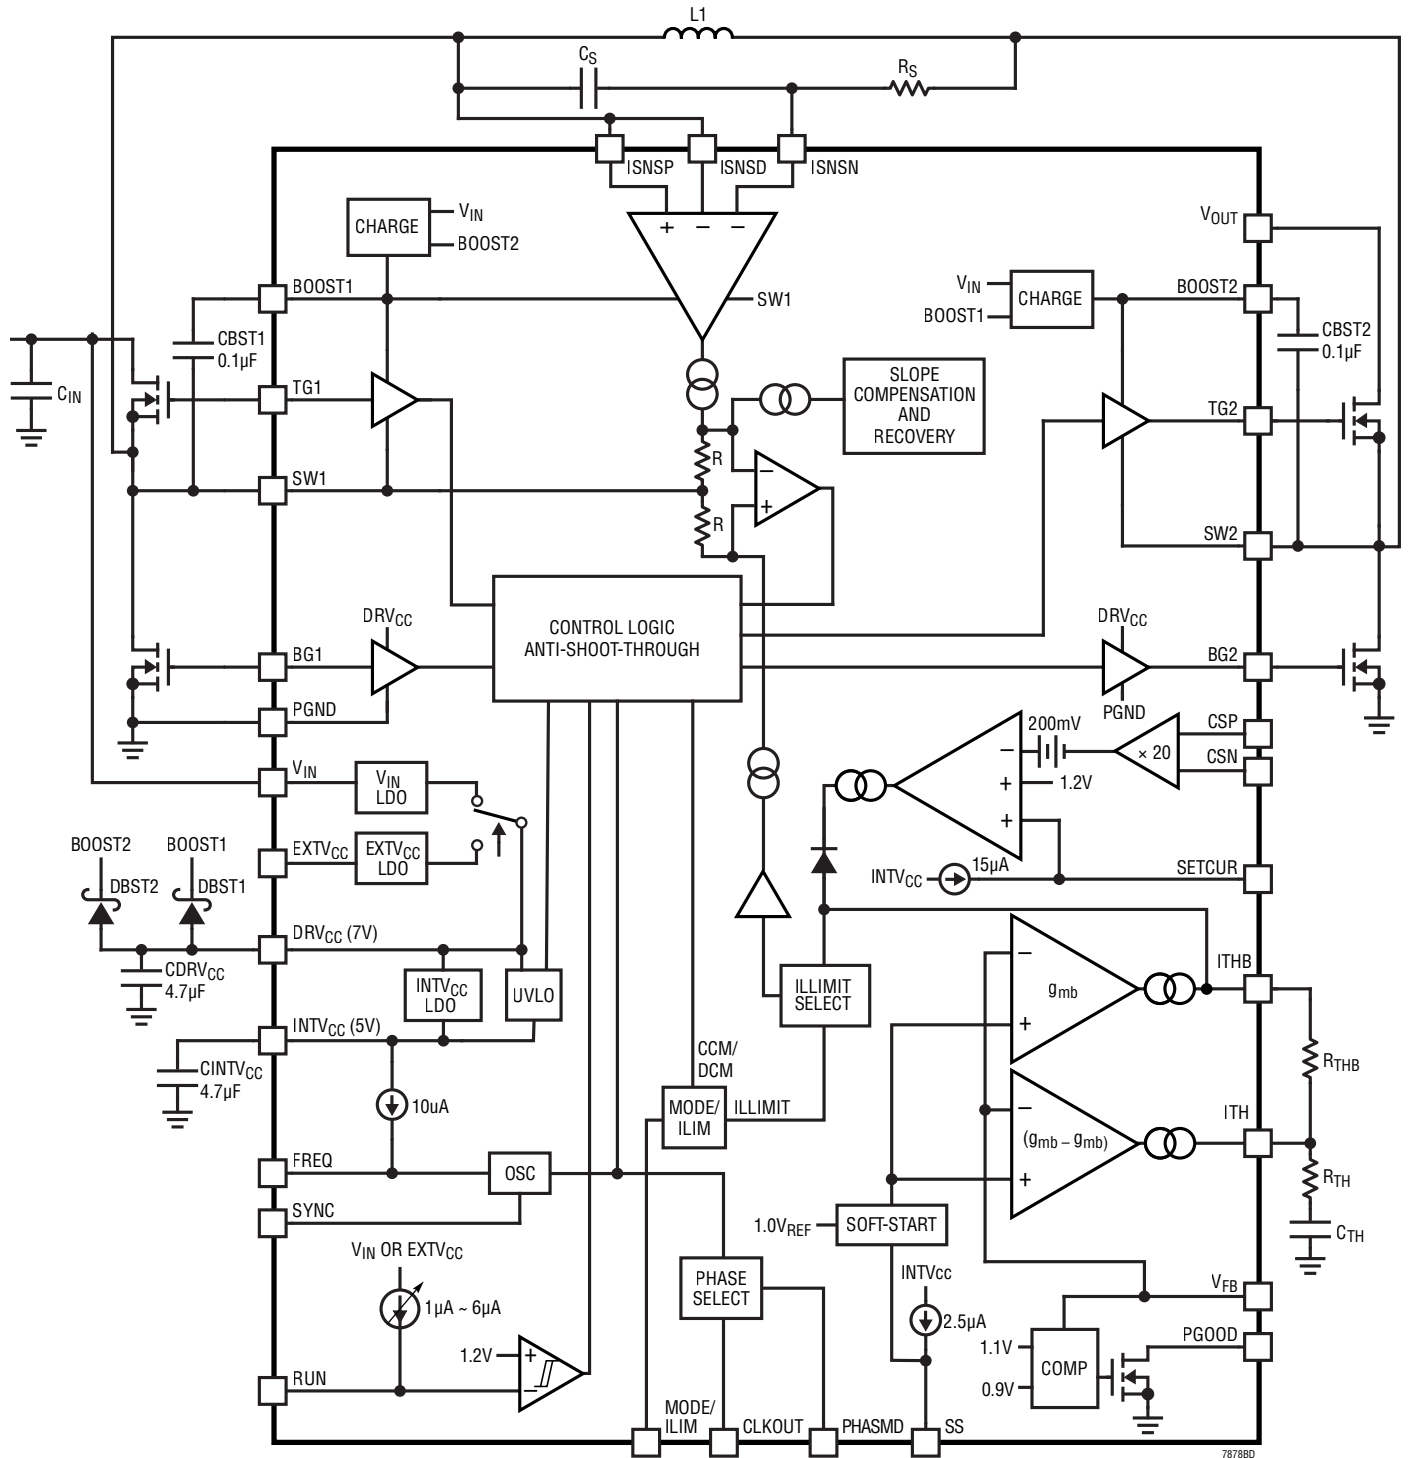 L1
CS
RS
ISNSP
ISNSD
ISNSN
+
−
−
CHARGE
VIN
BOOST2
BOOST1
SW1
VIN
BOOST1
CHARGE
VOUT
BOOST2
CBST1
0.1µF
CBST2
0.1µF
CIN
TG1
SLOPE
COMPENSATION
AND
RECOVERY
TG2
R
−
+
R
SW1
SW2
DRVCC
CONTROL LOGIC
ANTI-SHOOT-THROUGH
DRVCC
BG1
BG2
PGND
PGND
CSP
200mV
× 20
CSN
−
+
1.2V
+
VIN
VIN
LDO
EXTVCC
EXTVCC
LDO
BOOST2
BOOST1
DBST2
DBST1
INTVCC
15µA
SETCUR
DRVCC (7V)
CDRVCC
4.7µF
INTVCC
LDO
UVLO
ILLIMIT
SELECT
−
gmb
+
ITHB
INTVCC (5V)
CINTVCC
4.7µF
10uA
CCM/
DCM
MODE/
ILIM
ILLIMIT
RTHB
−
(gmb – gmb)
+
ITH
RTH
CTH
FREQ
OSC
SYNC
1.0VREF
SOFT-START
VIN OR EXTVCC
1µA ~ 6µA
PHASE
SELECT
INTVCC
2.5µA
VFB
PGOOD
1.1V
COMP
0.9V
1.2V
+
−
RUN
MODE/
ILIM
CLKOUT
PHASMD
SS
7878BD